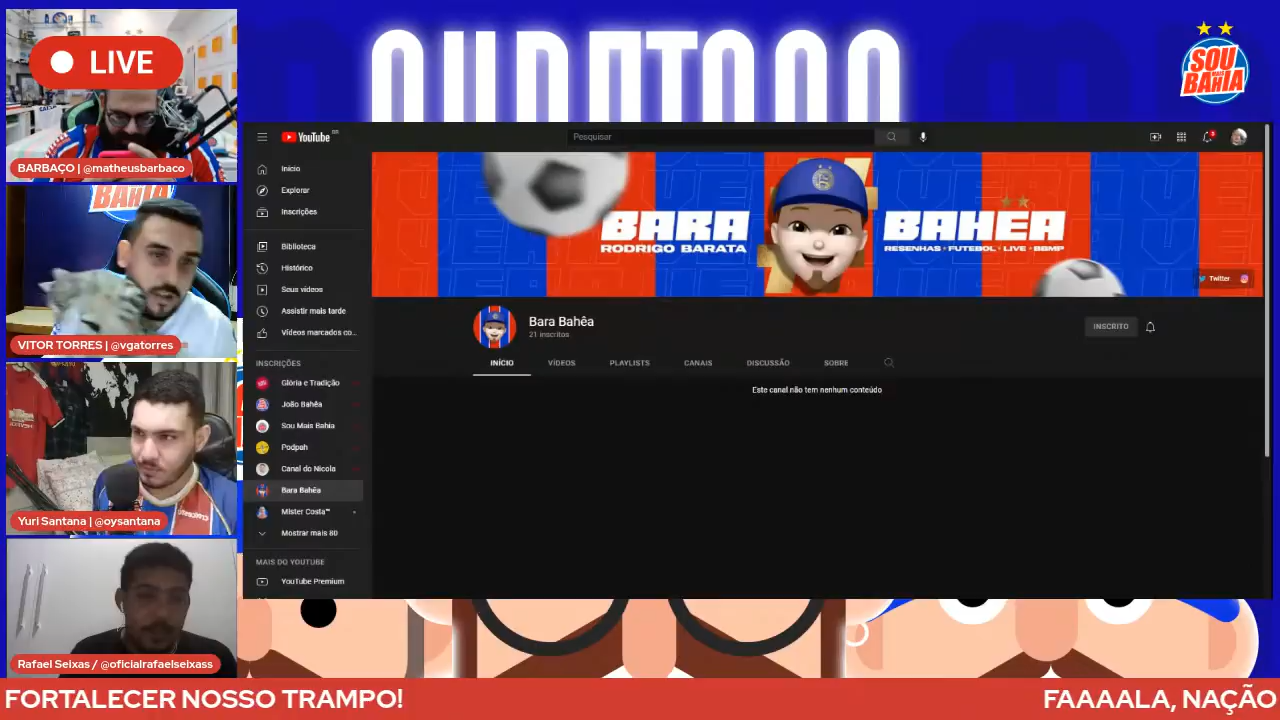 LIVE
BARBAÇO | @matheusbarbaco
BAHIA
VITOR TORRES | @vgatorres
Yuri Santana | @oysantana
Rafael Seixas / @oficialrafaelseixass
SOU
MAIS
BAHIA
YouTube BR
Pesquisar
Início
Explorar
Inscrições
Biblioteca
Histórico
Seus vídeos
Assistir mais tarde
Vídeos marcados co...
INSCRIÇÕES
Glória e Tradição
João Bahêa
Sou Mais Bahia
Podpah
Canal do Nicola
Bara Bahêa
Mister Costa™
Mostrar mais 80
MAIS DO YOUTUBE
YouTube Premium
BARA
RODRIGO BARATA
BAHEA
RESENHAS • FUTEBOL • LIVE • BBMP
Twitter
Bara Bahêa
21 inscritos
INSCRITO
INÍCIO VÍDEOS PLAYLISTS CANAIS DISCUSSÃO SOBRE
Este canal não tem nenhum conteúdo
FORTALECER NOSSO TRAMPO!
FAAAALA, NAÇÃO